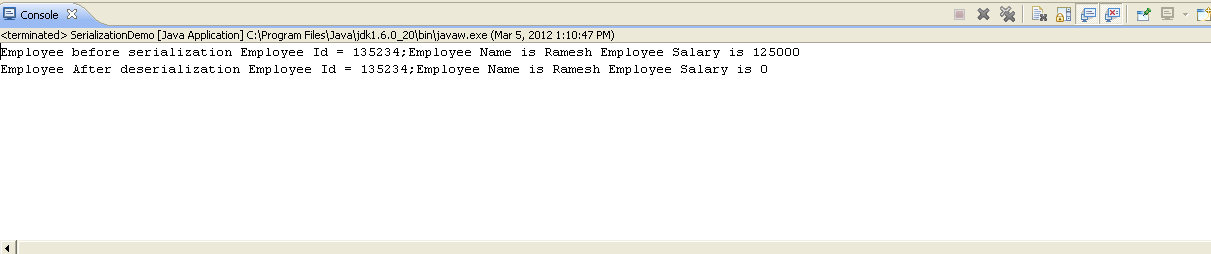 Console
<terminated> SerializationDemo [Java Application] C:\Program Files\Java\jdk1.6.0_20\bin\javaw.exe (Mar 5, 2012 1:10:47 PM)
Employee before serialization Employee Id = 135234;Employee Name is Ramesh Employee Salary is 125000
Employee After deserialization Employee Id = 135234;Employee Name is Ramesh Employee Salary is 0